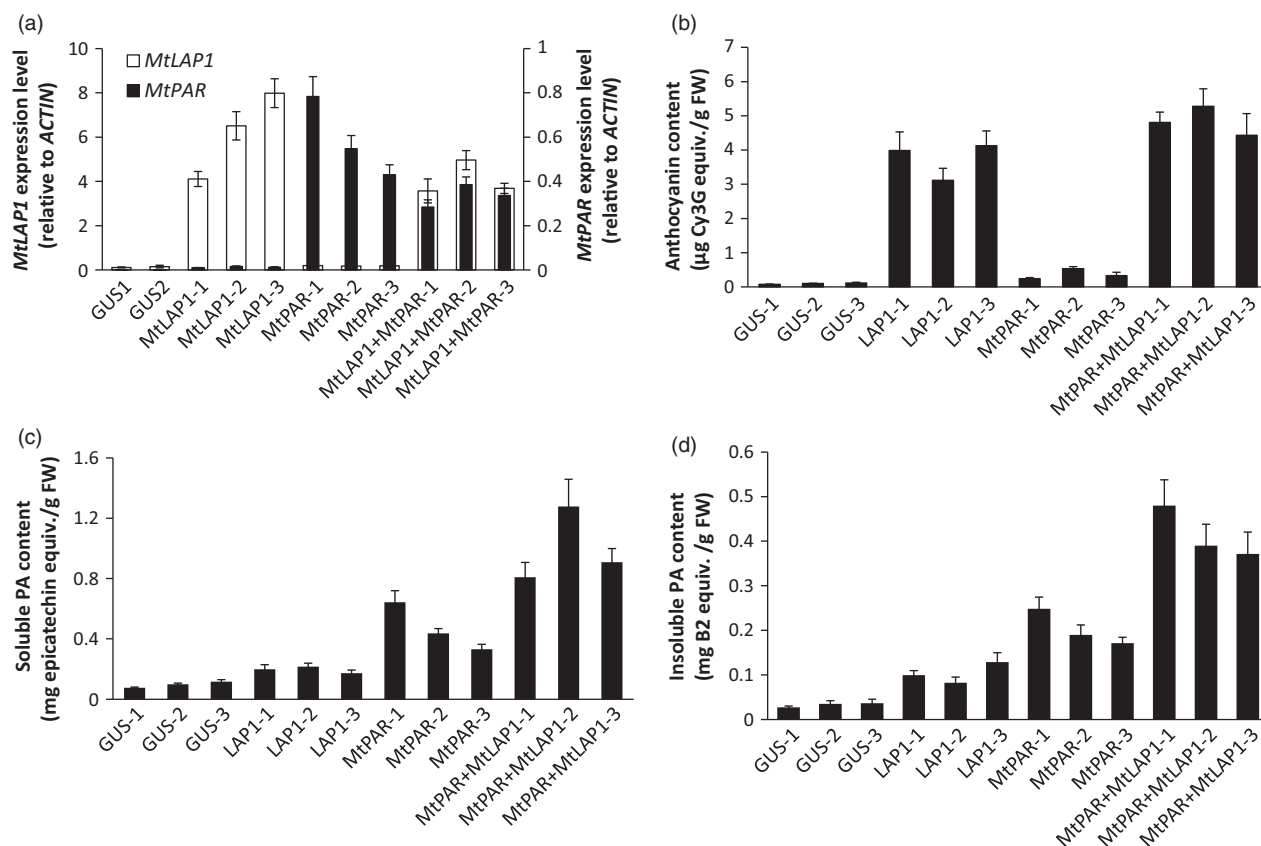 (a)
MtLAP1 expression level
(relative to ACTIN)
10
8
6
4
2
0
MtLAP1
MtPAR
1
0.8
0.6
0.4
0.2
0
MtPAR expression level
(relative to ACTIN)
GUS1
GUS2
MtLAP1-1
MtLAP1-2
MtLAP1-3
MtPAR-1
MtPAR-2
MtPAR-3
MtLAP1+MtPAR-1
MtLAP1+MtPAR-2
MtLAP1+MtPAR-3
(b)
Anthocyanin content
(µg Cy3G equiv./g FW)
7
6
5
4
3
2
1
0
GUS-1
GUS-2
GUS-3
LAP1-1
LAP1-2
LAP1-3
MtPAR-1
MtPAR-2
MtPAR-3
MtPAR+MtLAP1-1
MtPAR+MtLAP1-2
MtPAR+MtLAP1-3
(c)
Soluble PA content
(mg epicatechin equiv./g FW)
1.6
1.2
0.8
0.4
0
GUS-1
GUS-2
GUS-3
LAP1-1
LAP1-2
LAP1-3
MtPAR-1
MtPAR-2
MtPAR-3
MtPAR+MtLAP1-1
MtPAR+MtLAP1-2
MtPAR+MtLAP1-3
(d)
Insoluble PA content
(mg B2 equiv. /g FW)
0.6
0.5
0.4
0.3
0.2
0.1
0
GUS-1
GUS-2
GUS-3
LAP1-1
LAP1-2
LAP1-3
MtPAR-1
MtPAR-2
MtPAR-3
MtPAR+MtLAP1-1
MtPAR+MtLAP1-2
MtPAR+MtLAP1-3